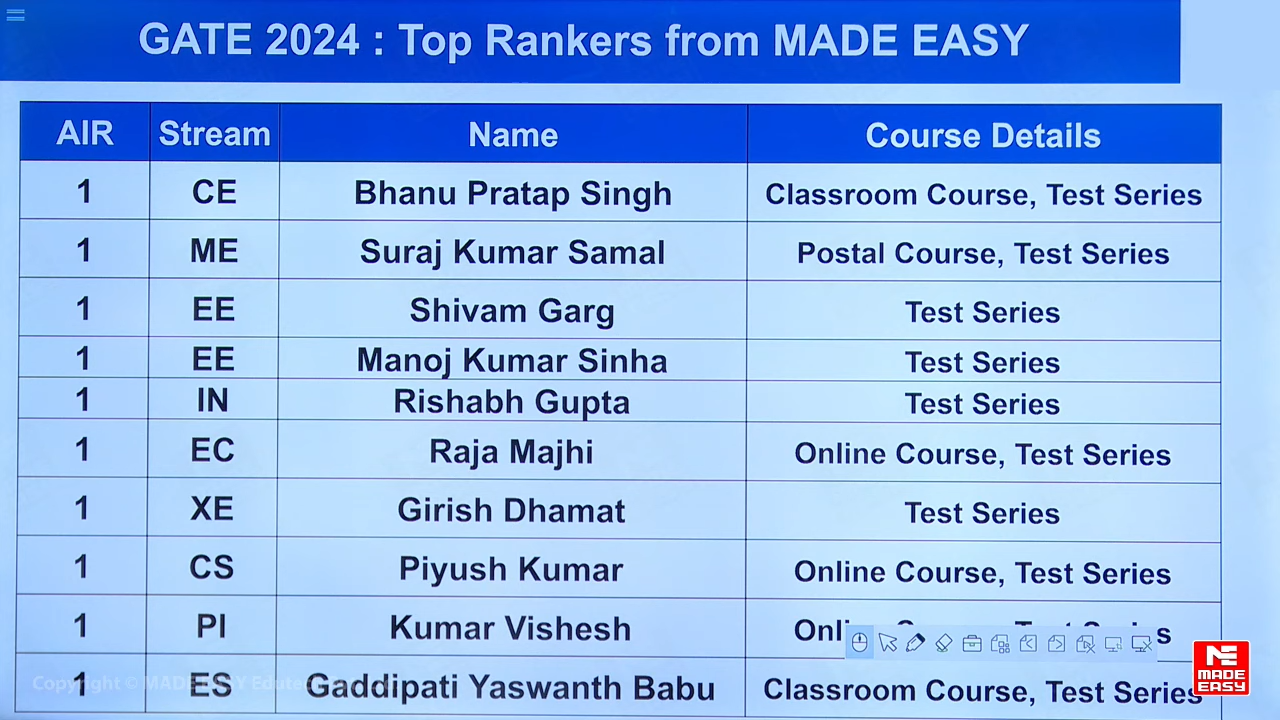 GATE 2024 : Top Rankers from MADE EASY
AIR Stream Name Course Details
1 CE Bhanu Pratap Singh Classroom Course, Test Series
1 ME Suraj Kumar Samal Postal Course, Test Series
1 EE Shivam Garg Test Series
1 EE Manoj Kumar Sinha Test Series
1 IN Rishabh Gupta Test Series
1 EC Raja Majhi Online Course, Test Series
1 XE Girish Dhamat Test Series
1 CS Piyush Kumar Online Course, Test Series
1 PI Kumar Vishesh
1 ES Gaddipati Yaswanth Babu Classroom Course, Test Series
Copyright © MADE EASY
MADE
EASY